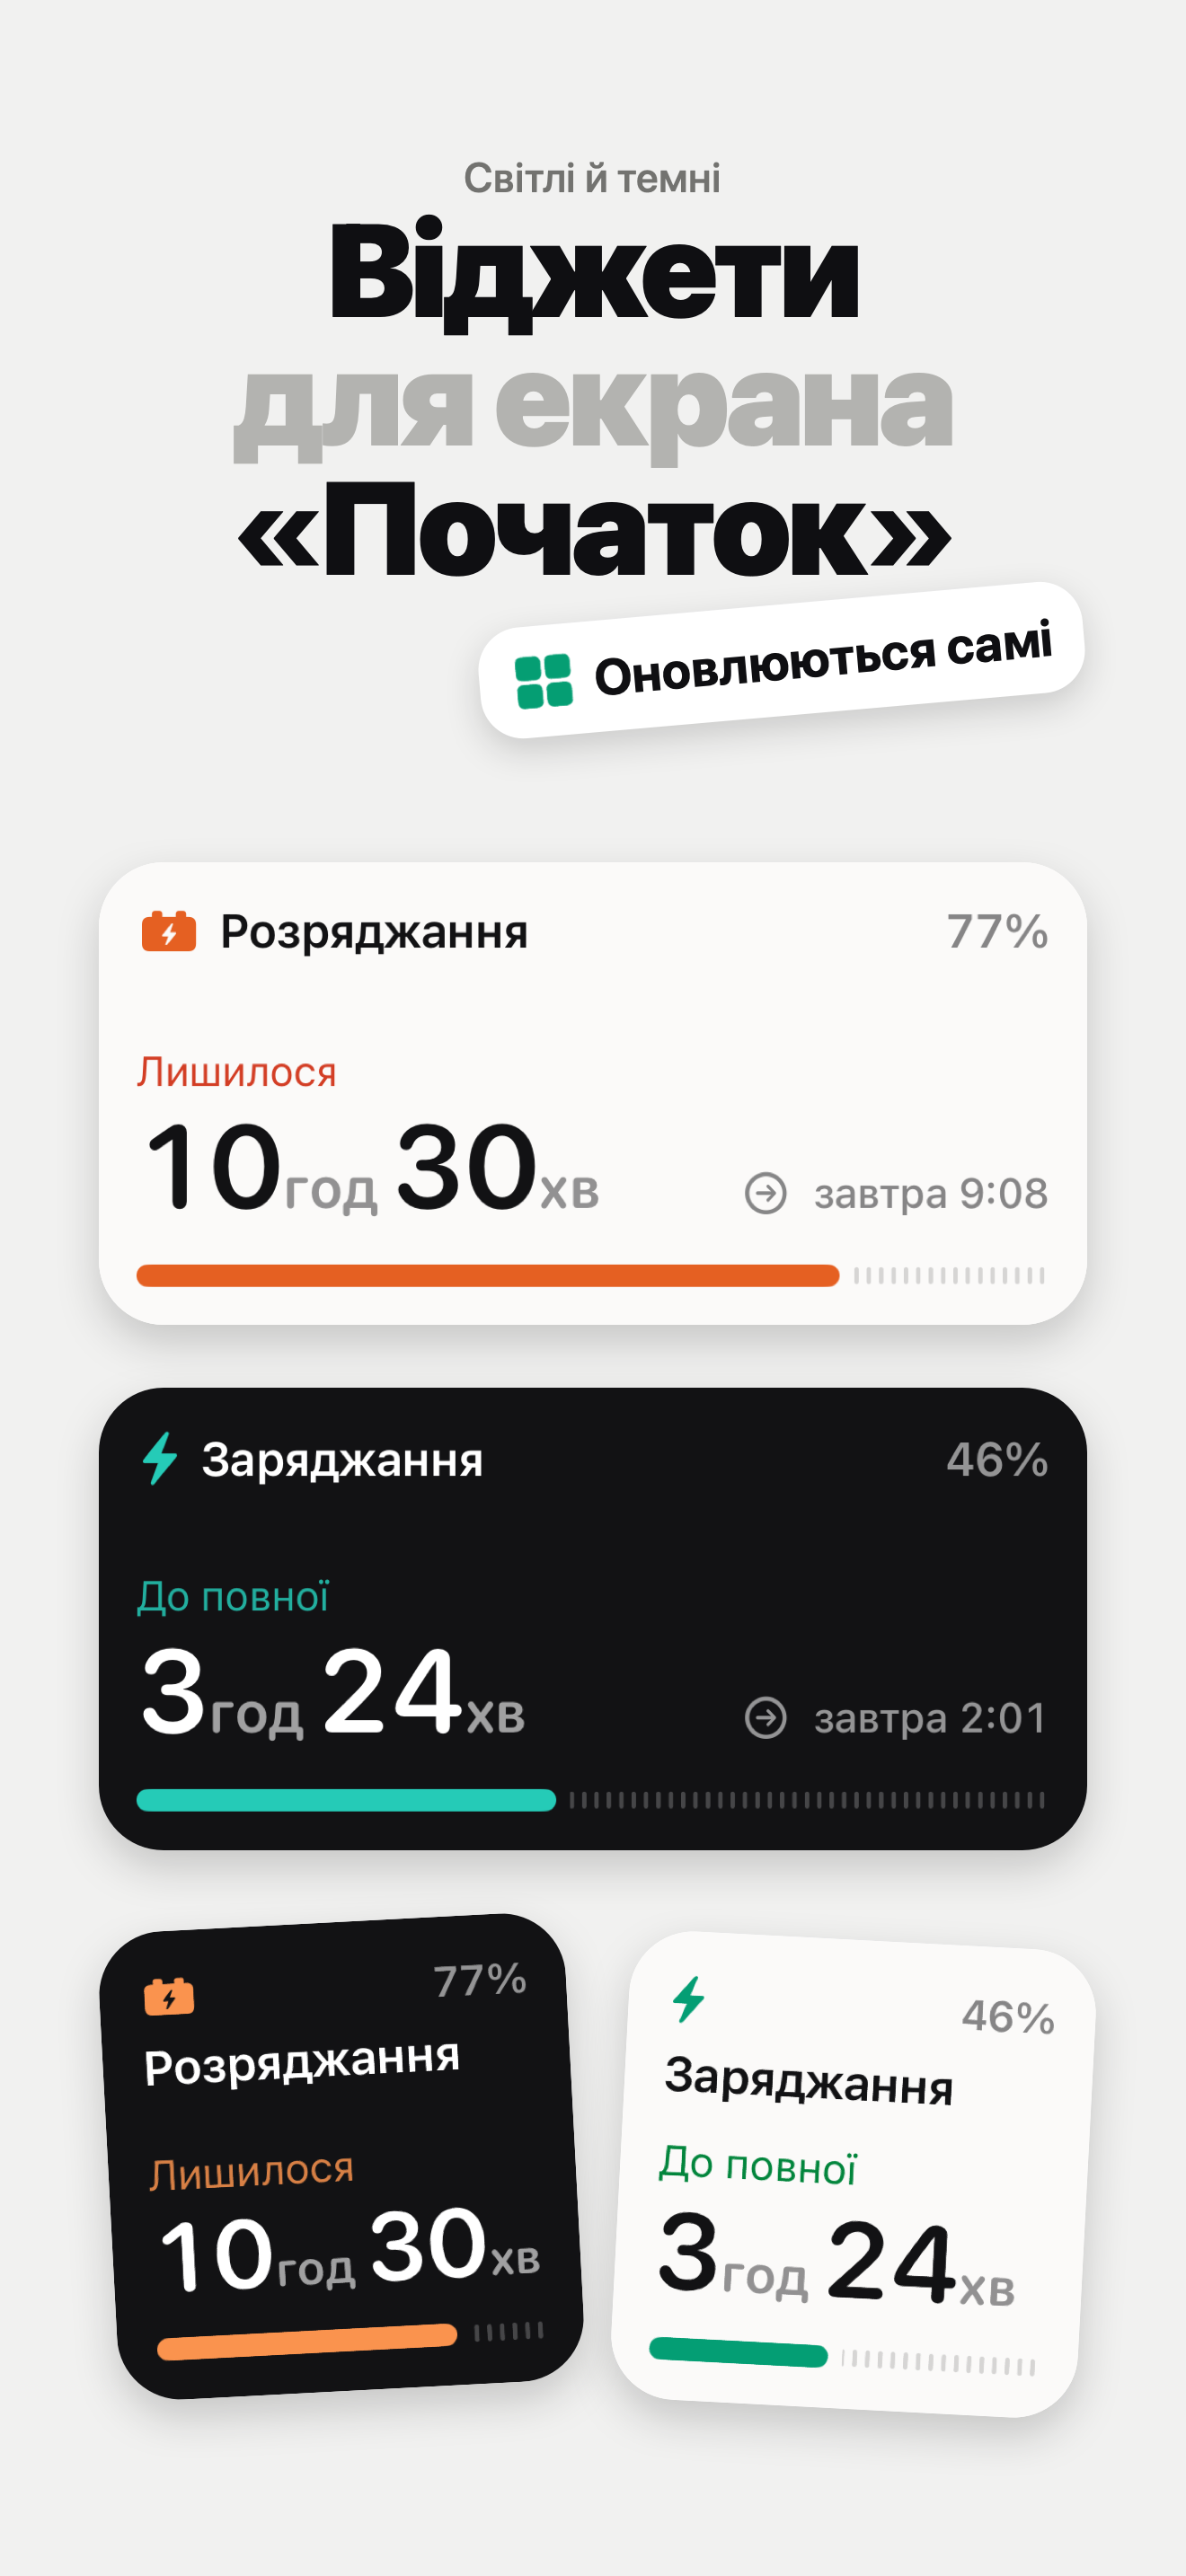 Світлі й темні
Віджети
для екрана
«Початок»
Оновлюються самі
Розряджання 77%
Лишилося
10год 30хв завтра 9:08
Заряджання 46%
До повної
3год 24хв завтра 2:01
77%
Розряджання
Лишилося
10год 30хв
46%
Заряджання
До повної
3год 24хв